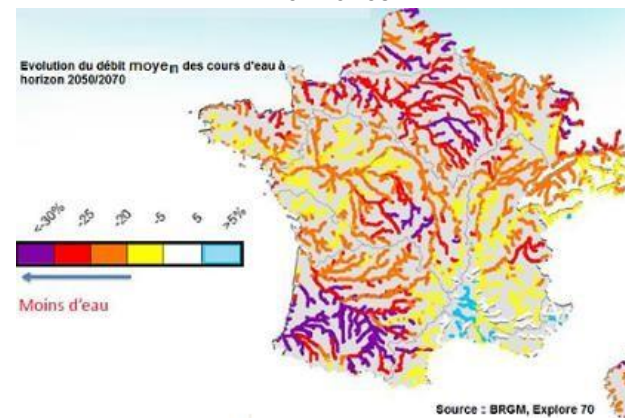 Evolution du débit moyen des cours d'eau à
horizon 2050/2070
<-30%
-25
-20
-5
5
>5%
Moins d'eau
Source : BRGM, Explore 70